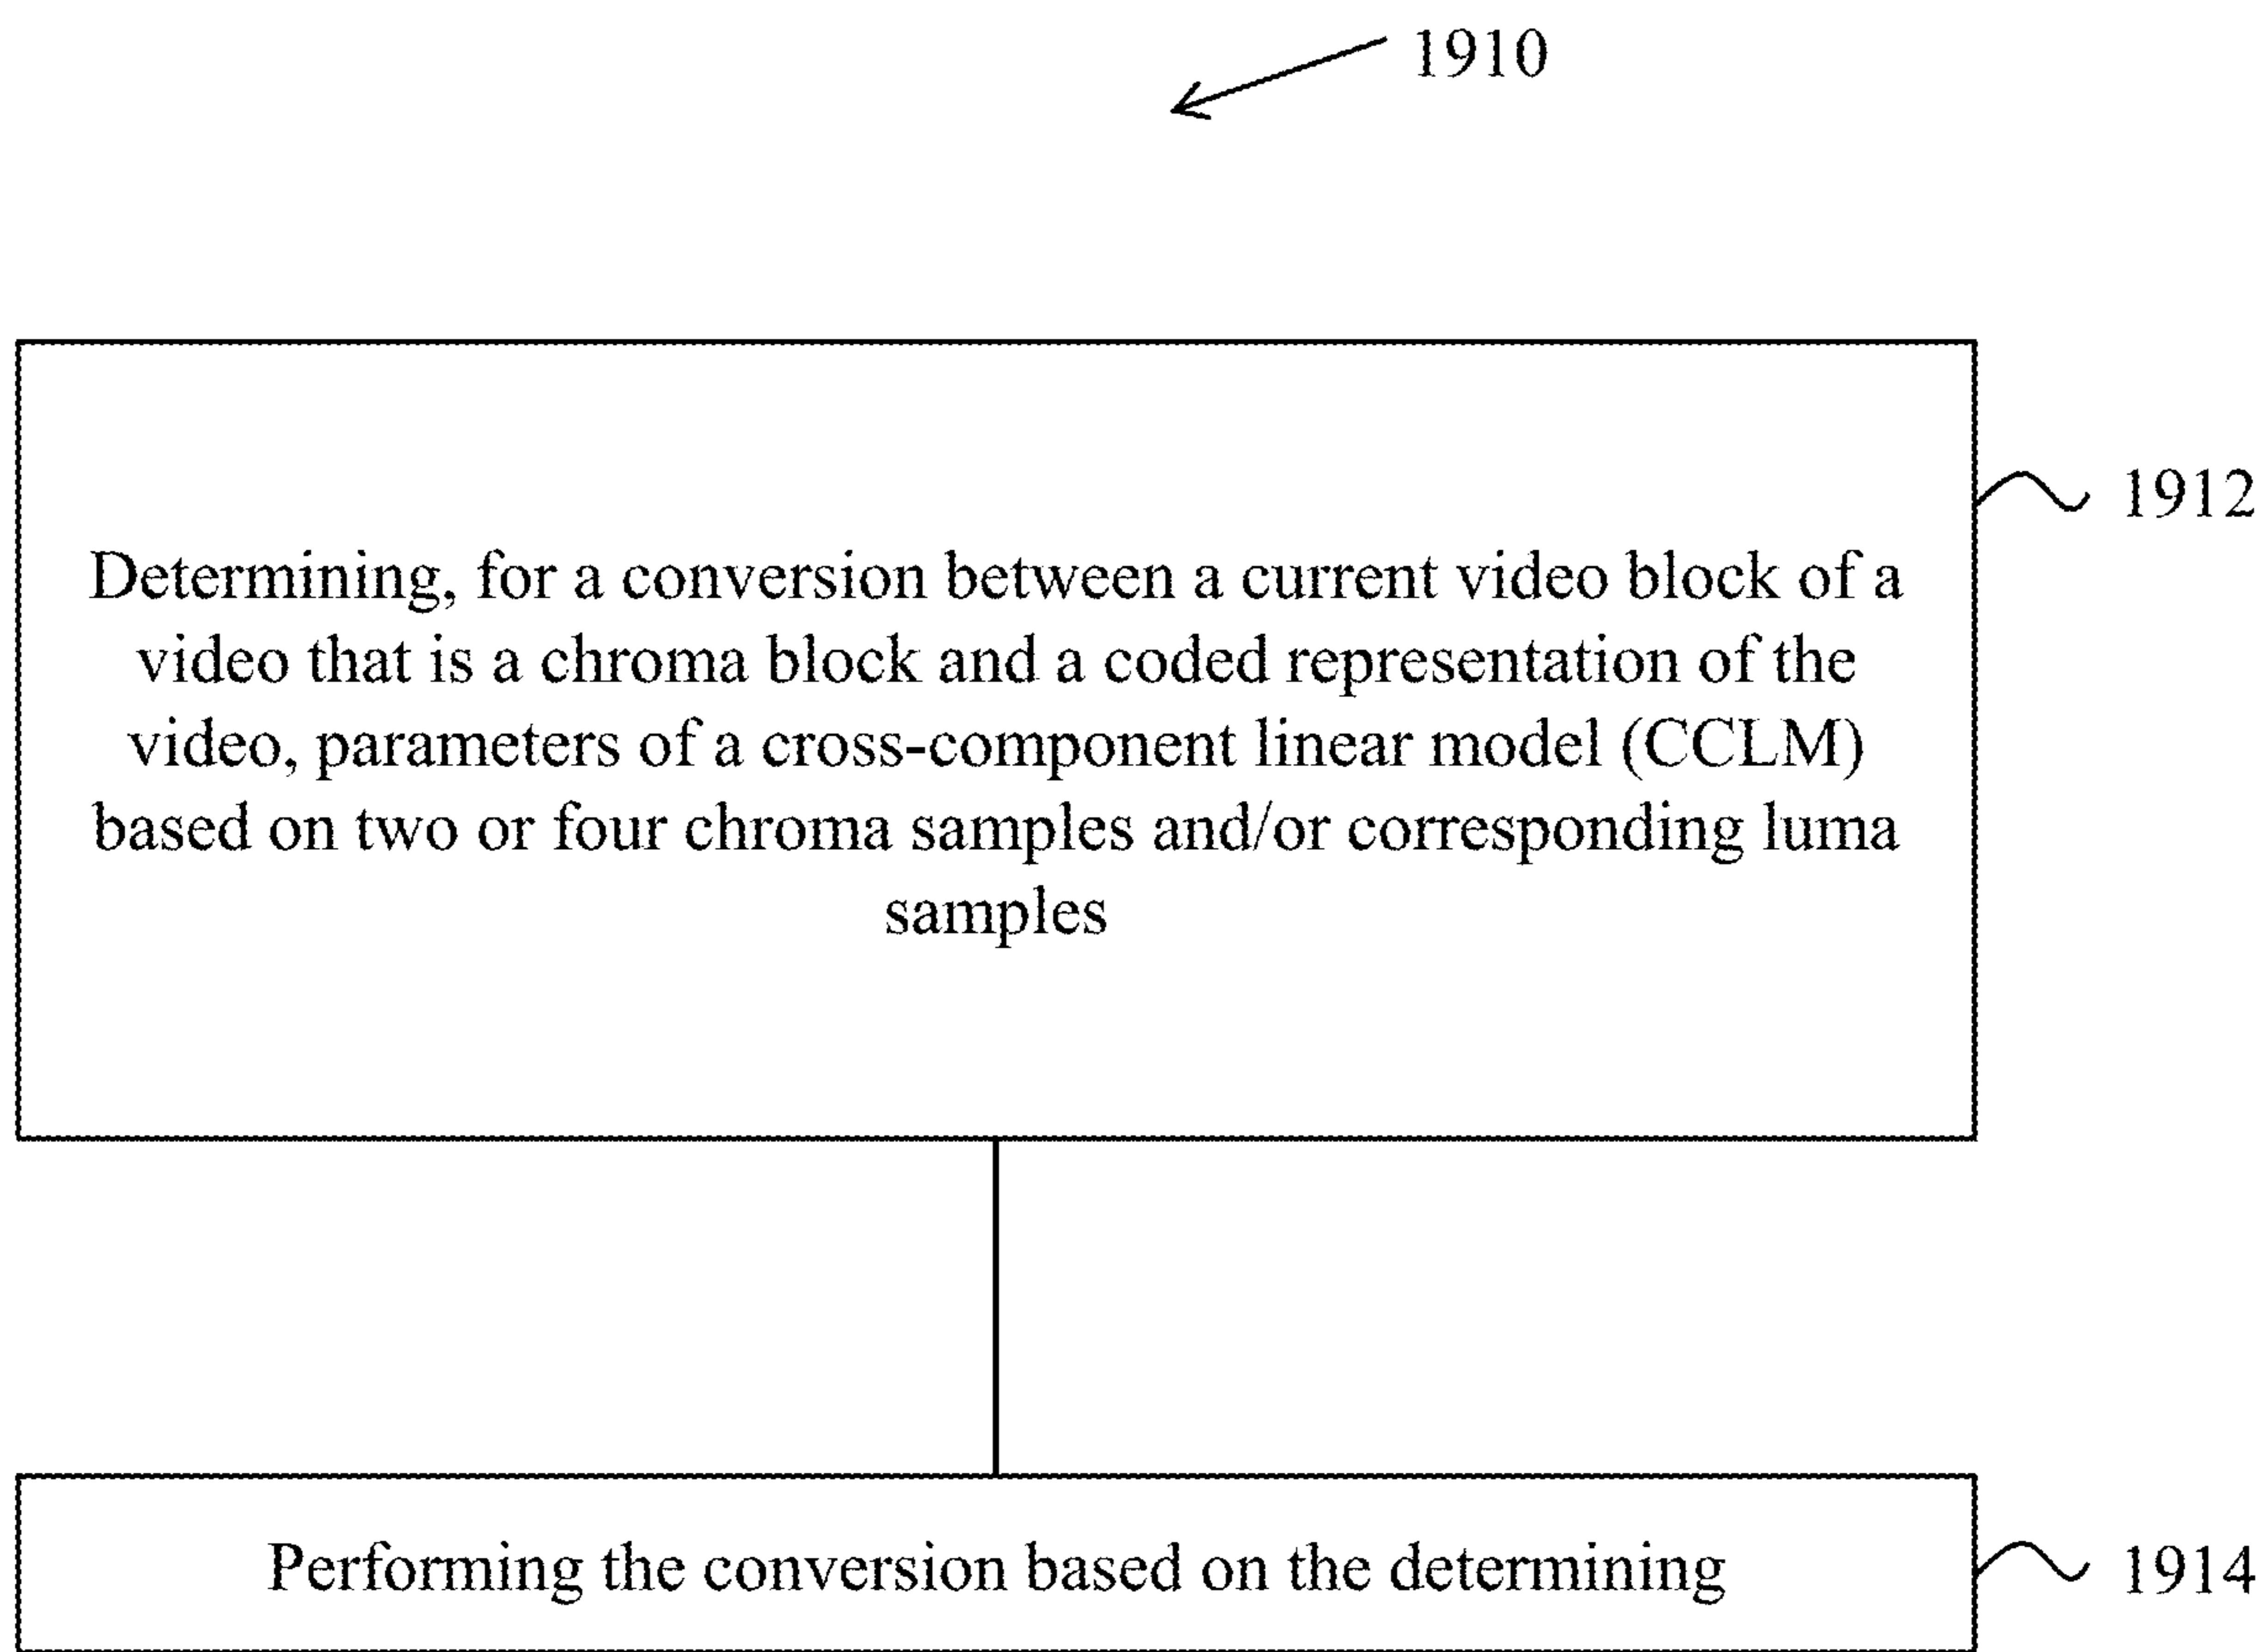 1910
1912
Determining, for a conversion between a current video block of a
video that is a chroma block and a coded representation of the
video, parameters of a cross-component linear model (CCLM)
based on two or four chroma samples and/or corresponding luma
samples
Performing the conversion based on the determining
1914